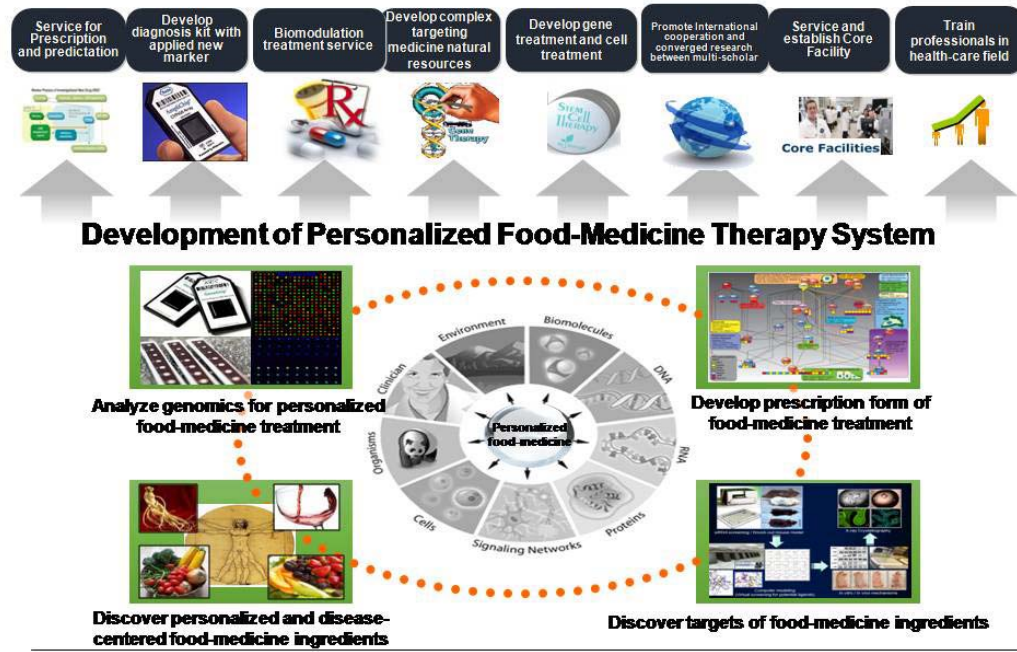 Service for
Prescription
and predictation
Develop
diagnosis kit with
applied new
marker
Biomodulation
treatment service
Develop complex
targeting
medicine natural
resources
Develop gene
treatment and cell
treatment
Promote International
cooperation and
converged research
between multi-scholar
Service and
establish Core
Facility
Train
professionals in
health-care field
Rx
Gene
Therapy
STEM
CELL
THERAPY
Core Facilities
Development of Personalized Food-Medicine Therapy System
Environment
Biomolecules
Clinician
DNA
Organisms
RNA
Cells
Proteins
Signaling Networks
Personalized
food-medicine
Analyze genomics for personalized
food-medicine treatment
Develop prescription form of
food-medicine treatment
Discover personalized and disease-
centered food-medicine ingredients
Discover targets of food-medicine ingredients